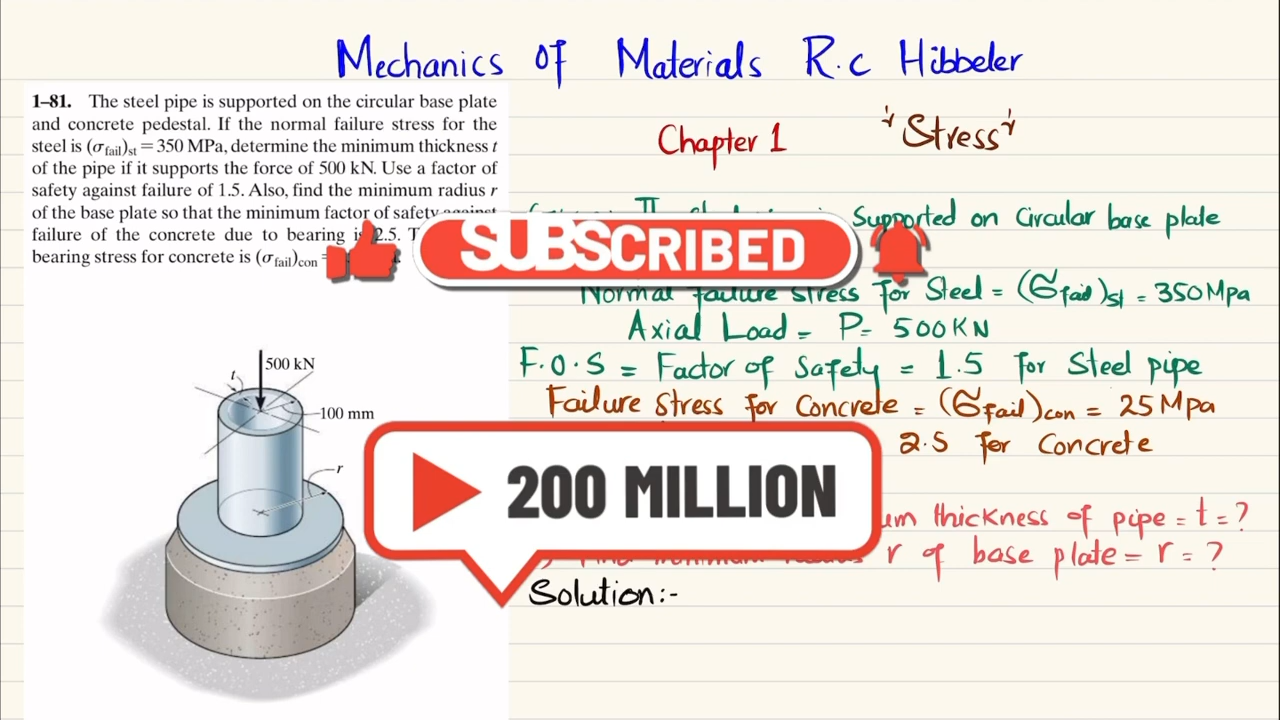 Mechanics of Materials R.c Hibbeler
1–81. The steel pipe is supported on the circular base plate
and concrete pedestal. If the normal failure stress for the
steel is (σfail)st = 350 MPa, determine the minimum thickness t
of the pipe if it supports the force of 500 kN. Use a factor of
safety against failure of 1.5. Also, find the minimum radius r
of the base plate so that the minimum factor of safety against
failure of the concrete due to bearing is 2.5. T
bearing stress for concrete is (σfail)con =
500 kN
t
100 mm
r
Chapter 1
"Stress"
Supported on Circular base plate
SUBSCRIBED
Normal failure stress for Steel = (σfail)st = 350Mpa
Axial Load = P= 500KN
F.O.S = Factor of Safety = 1.5 for Steel pipe
Failure Stress for Concrete = (σfail)con = 25Mpa
2.5 for Concrete
200 MILLION
thickness of pipe = t = ?
r of base plate = r = ?
Solution:-